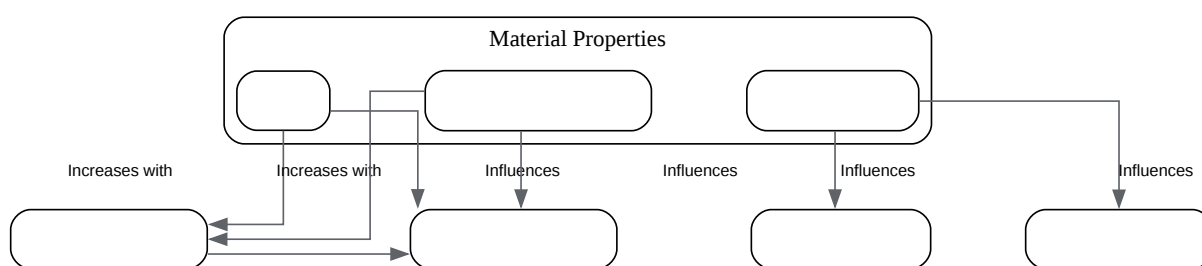 Material Properties
Increases with
Increases with
Influences
Influences
Influences
Influences